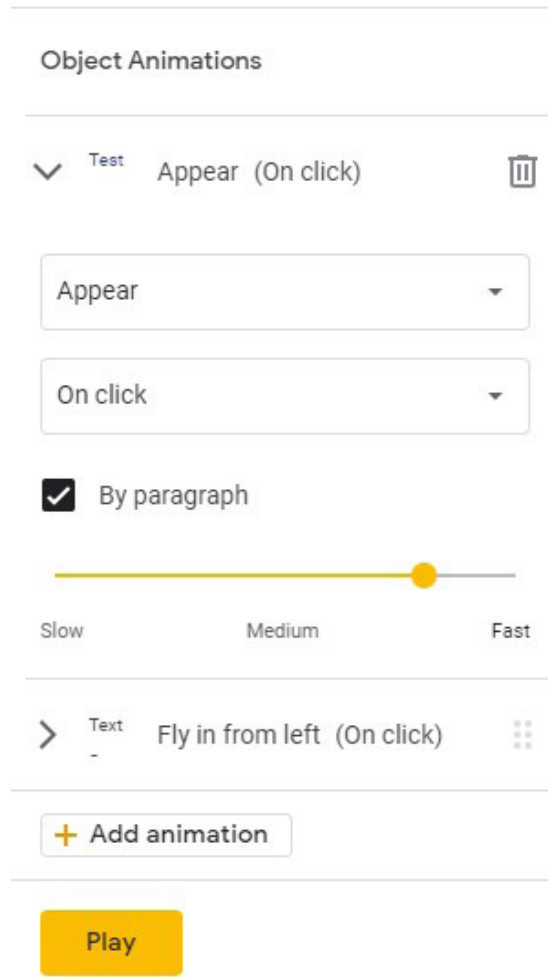 Object Animations
Test Appear (On click)
Appear
On click
By paragraph
Slow Medium Fast
Text
- Fly in from left (On click)
+ Add animation
Play